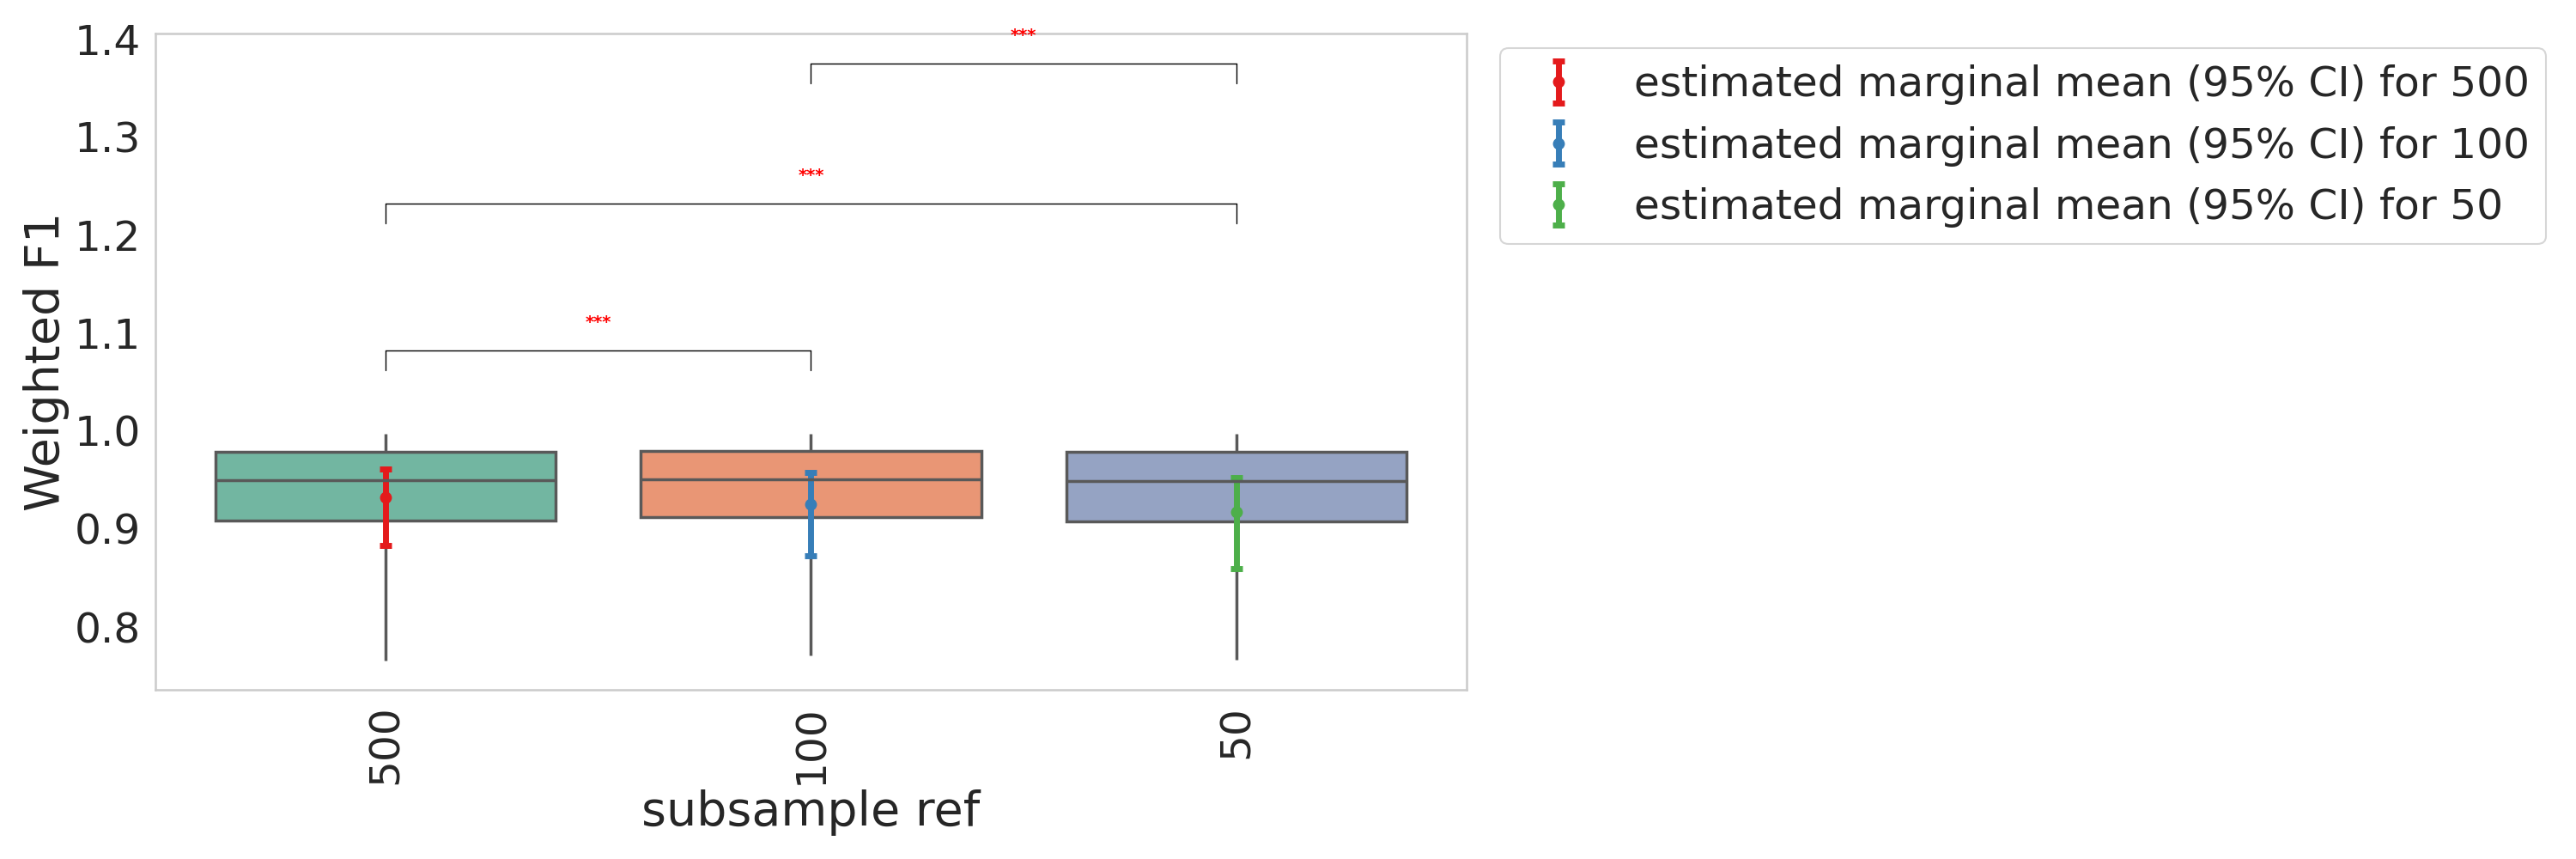 1.4
1.3
1.2
1.1
1.0
0.9
0.8
Weighted F1
***
***
***
500
100
50
subsample ref
estimated marginal mean (95% CI) for 500
estimated marginal mean (95% CI) for 100
estimated marginal mean (95% CI) for 50